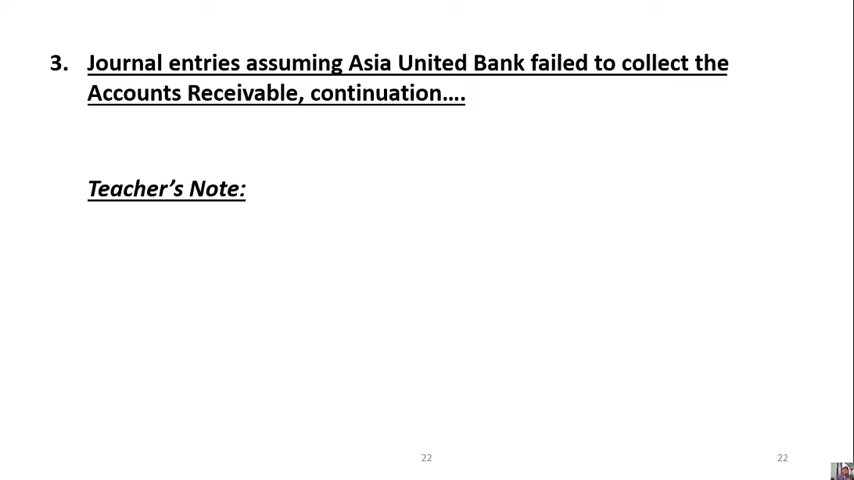 3. Journal entries assuming Asia United Bank failed to collect the
Accounts Receivable, continuation….
Teacher’s Note:
22
22